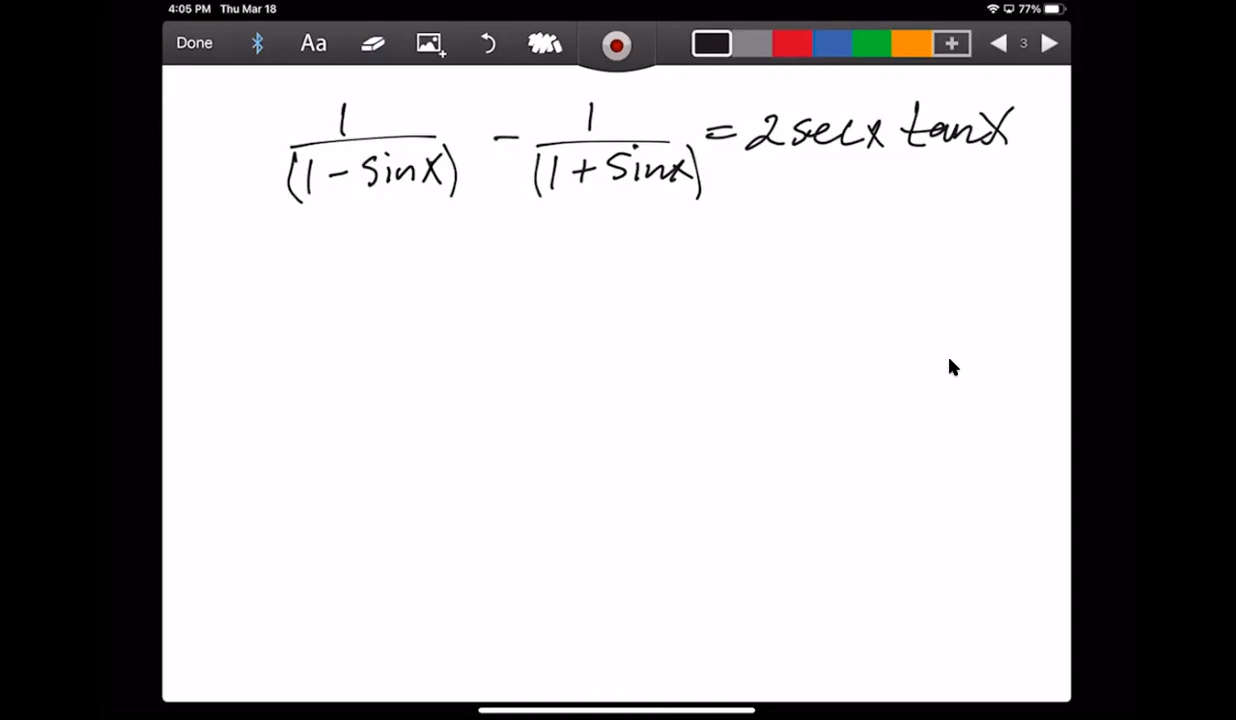 4:05 PM Thu Mar 18 77%
Done Aa 3
1/(1 - sinx) - 1/(1 + sinx) = 2secx tanx